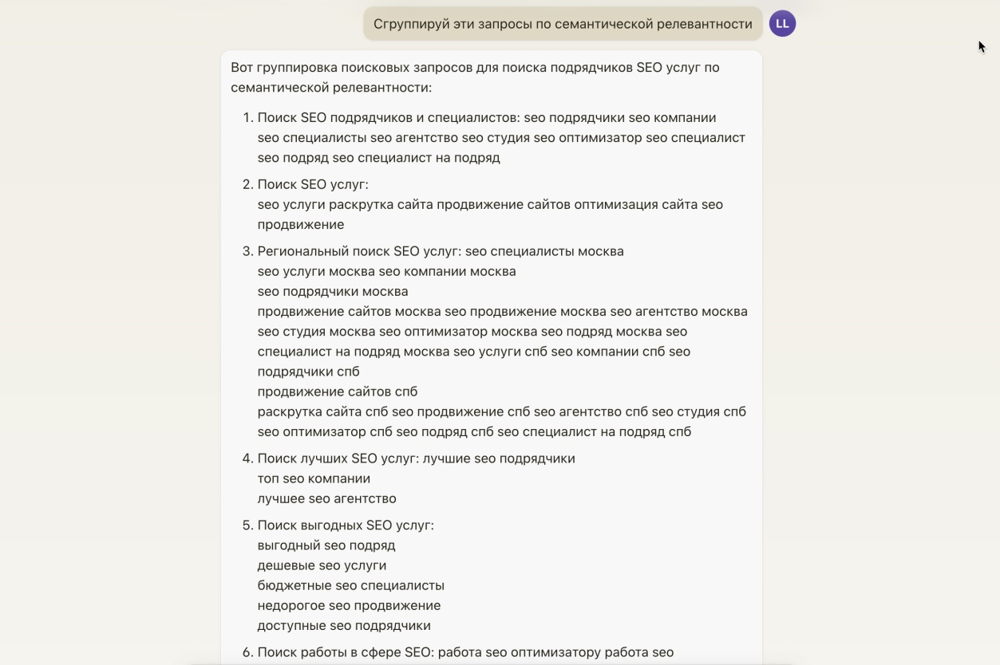 Сгруппируй эти запросы по семантической релевантности
LL
Вот группировка поисковых запросов для поиска подрядчиков SEO услуг по
семантической релевантности:
1. Поиск SEO подрядчиков и специалистов: seo подрядчики seo компании
seo специалисты seo агентство seo студия seo оптимизатор seo специалист
seo подряд seo специалист на подряд
2. Поиск SEO услуг:
seo услуги раскрутка сайта продвижение сайтов оптимизация сайта seo
продвижение
3. Региональный поиск SEO услуг: seo специалисты москва
seo услуги москва seo компании москва
seo подрядчики москва
продвижение сайтов москва seo продвижение москва seo агентство москва
seo студия москва seo оптимизатор москва seo подряд москва seo
специалист на подряд москва seo услуги спб seo компании спб seo
подрядчики спб
продвижение сайтов спб
раскрутка сайта спб seo продвижение спб seo агентство спб seo студия спб
seo оптимизатор спб seo подряд спб seo специалист на подряд спб
4. Поиск лучших SEO услуг: лучшие seo подрядчики
топ seo компании
лучшее seo агентство
5. Поиск выгодных SEO услуг:
выгодный seo подряд
дешевые seo услуги
бюджетные seo специалисты
недорогое seo продвижение
доступные seo подрядчики
6. Поиск работы в сфере SEO: работа seo оптимизатору работа seo